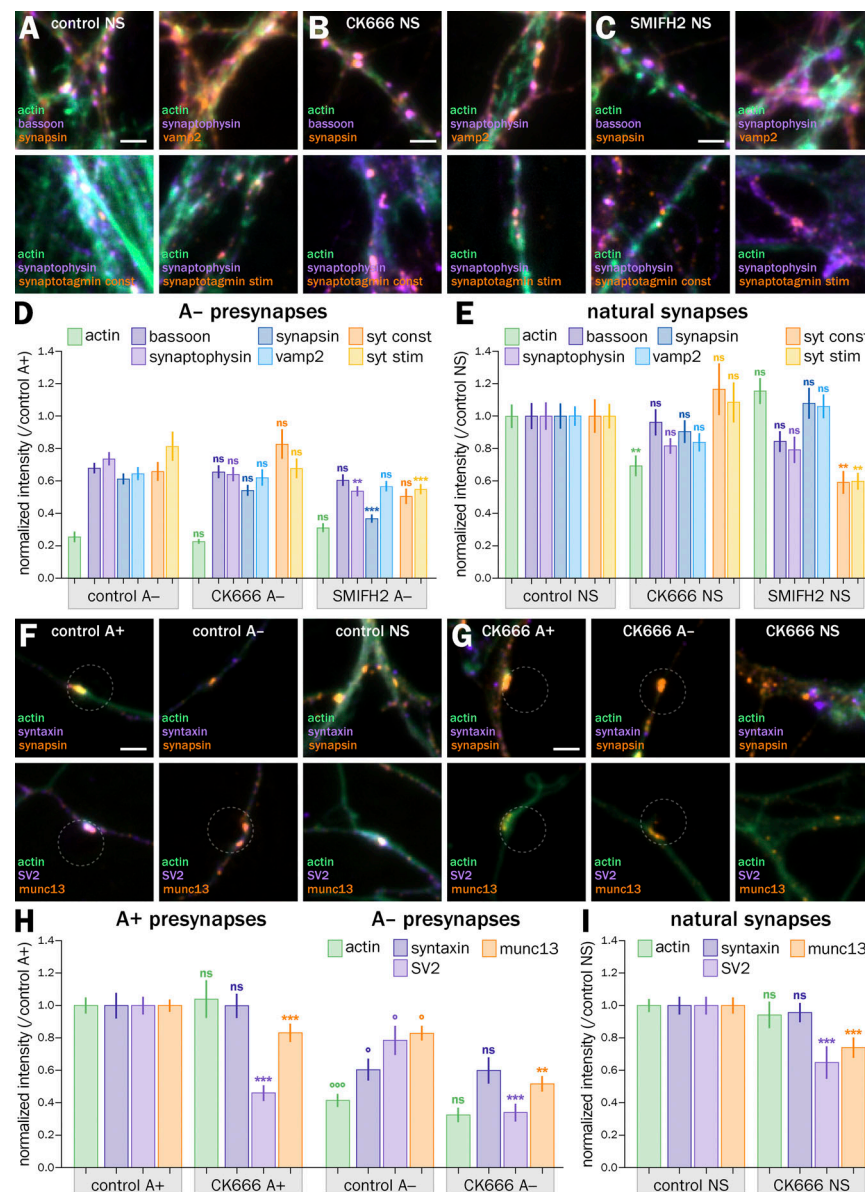 A control NS B CK666 NS C SMIFH2 NS
actin
bassoon
synapsin
actin
synaptophysin
vamp2
actin
bassoon
synapsin
actin
synaptophysin
vamp2
actin
bassoon
synapsin
actin
synaptophysin
vamp2
actin
synaptophysin
synaptotagmin const
actin
synaptophysin
synaptotagmin stim
actin
synaptophysin
synaptotagmin const
actin
synaptophysin
synaptotagmin stim
actin
synaptophysin
synaptotagmin const
actin
synaptophysin
synaptotagmin stim
D A– presynapses
actin bassoon synapsin syt const
synaptophysin vamp2 syt stim
normalized intensity (/control A+)
1.4
1.2
1.0
0.8
0.6
0.4
0.2
0.0
ns ns ns ns ns ns ns
ns ns ** *** ns ns ***
control A– CK666 A– SMIFH2 A–
E natural synapses
actin bassoon synapsin syt const
synaptophysin vamp2 syt stim
normalized intensity (/control NS)
1.4
1.2
1.0
0.8
0.6
0.4
0.2
0.0
** ns ns ns ns ns ns
ns ns ns ns ns ** **
control NS CK666 NS SMIFH2 NS
F control A+ control A– control NS G CK666 A+ CK666 A– CK666 NS
actin
syntaxin
synapsin
actin
syntaxin
synapsin
actin
syntaxin
synapsin
actin
syntaxin
synapsin
actin
syntaxin
synapsin
actin
syntaxin
synapsin
actin
SV2
munc13
actin
SV2
munc13
actin
SV2
munc13
actin
SV2
munc13
actin
SV2
munc13
actin
SV2
munc13
H A+ presynapses A– presynapses
actin syntaxin munc13
SV2
normalized intensity (/control A+)
1.4
1.2
1.0
0.8
0.6
0.4
0.2
0.0
ns ns *** ***
°°° ° ° °
ns ns *** **
control A+ CK666 A+ control A– CK666 A–
I natural synapses
actin syntaxin munc13
SV2
normalized intensity (/control NS)
1.4
1.2
1.0
0.8
0.6
0.4
0.2
0.0
ns ns *** ***
control NS CK666 NS